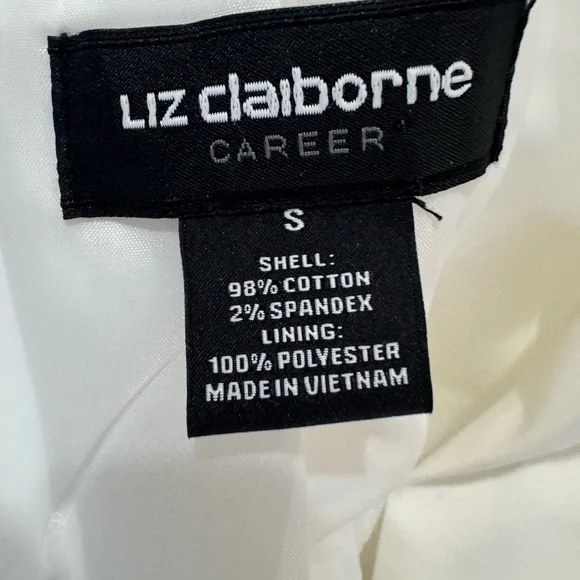 LIZ claiborne
CAREER
S
SHELL:
98% COTTON
2% SPANDEX
LINING:
100% POLYESTER
MADE IN VIETNAM